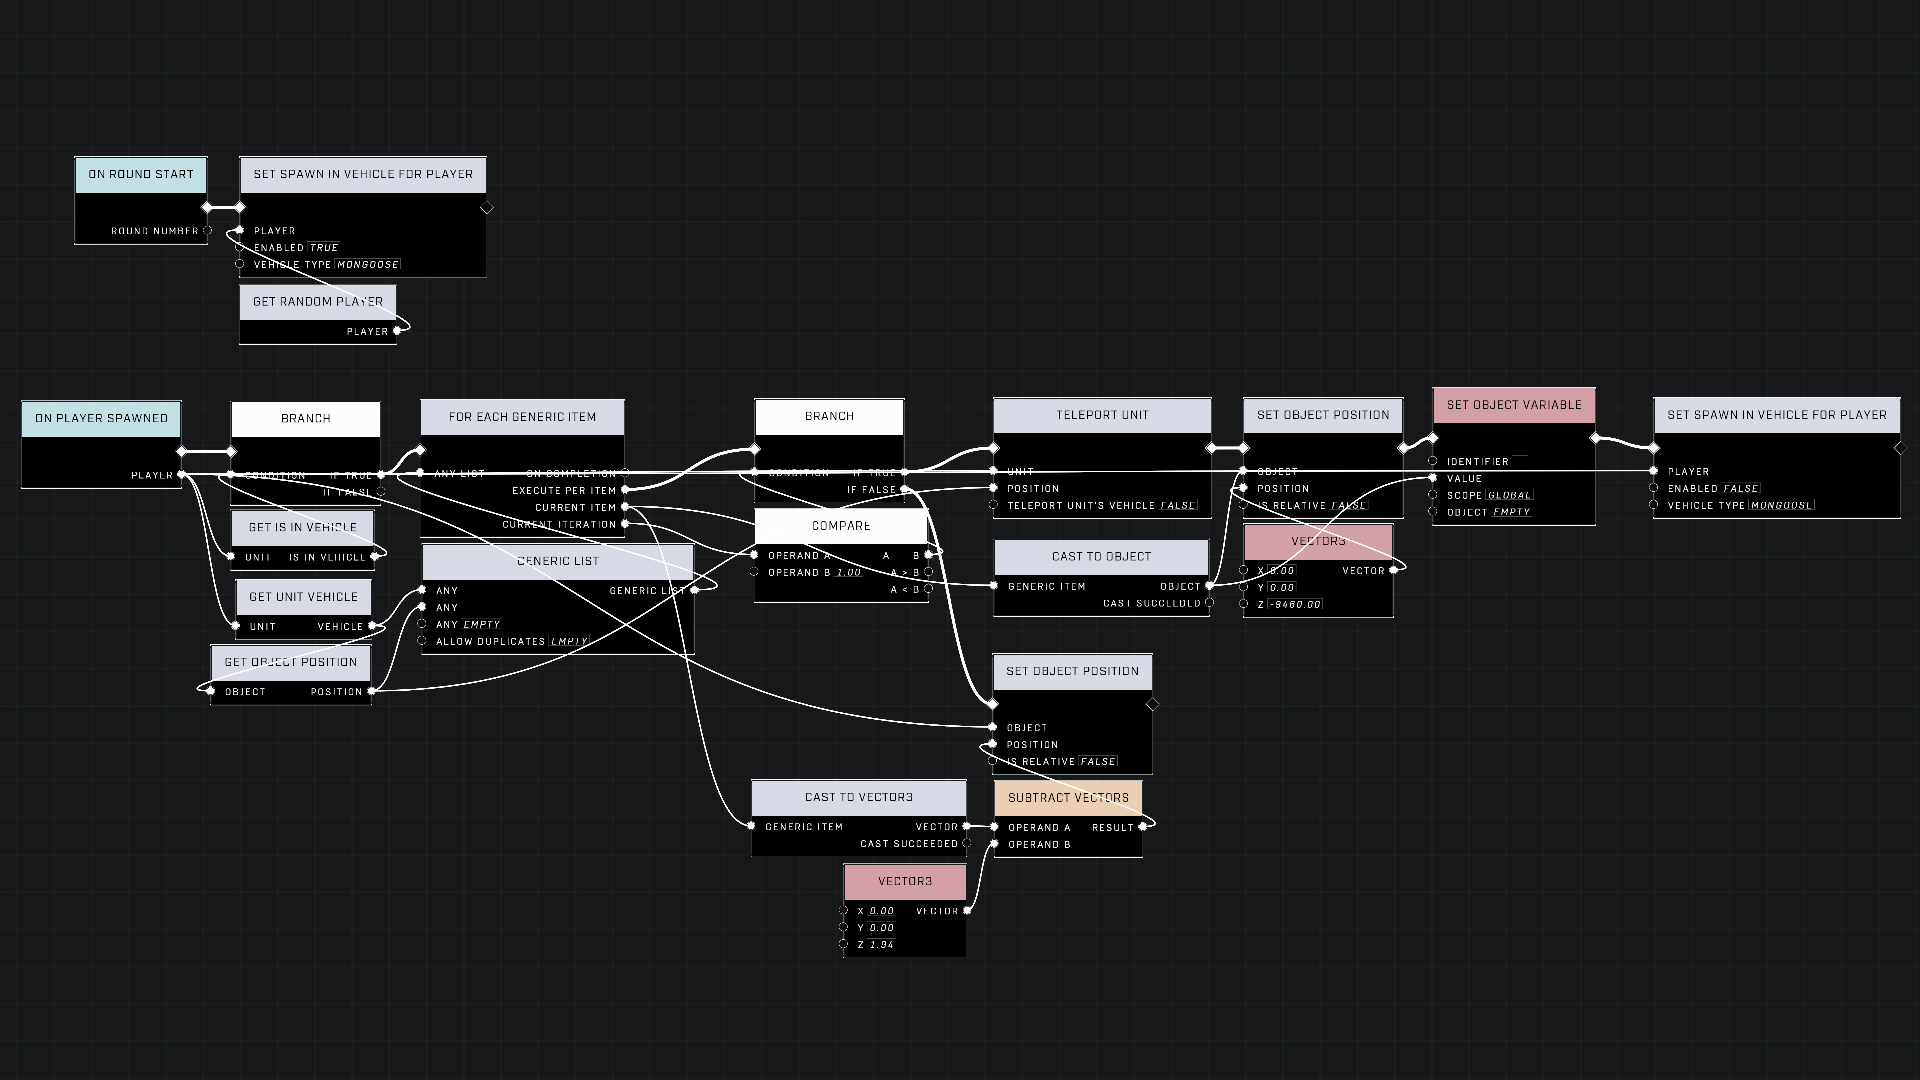 ON ROUND START
ROUND NUMBER
SET SPAWN IN VEHICLE FOR PLAYER
PLAYER
ENABLED TRUE
VEHICLE TYPE MONGOOSE
GET RANDOM PLAYER
PLAYER
ON PLAYER SPAWNED
PLAYER
BRANCH
CONDITION IF TRUE
IF FALSE
GET IS IN VEHICLE
UNIT IS IN VEHICLE
GET UNIT VEHICLE
UNIT VEHICLE
GET OBJECT POSITION
OBJECT POSITION
FOR EACH GENERIC ITEM
ANY LIST ON COMPLETION
EXECUTE PER ITEM
CURRENT ITEM
CURRENT ITERATION
GENERIC LIST
ANY GENERIC LIST
ANY
ANY EMPTY
ALLOW DUPLICATES EMPTY
BRANCH
CONDITION IF TRUE
IF FALSE
COMPARE
OPERAND A A B
OPERAND B 1.00 A > B
A < B
TELEPORT UNIT
UNIT
POSITION
TELEPORT UNIT'S VEHICLE FALSE
CAST TO OBJECT
GENERIC ITEM OBJECT
CAST SUCCEEDED
SET OBJECT POSITION
OBJECT
POSITION
IS RELATIVE FALSE
VECTOR3
X 0.00 VECTOR
Y 0.00
Z -9460.00
SET OBJECT VARIABLE
IDENTIFIER
VALUE
SCOPE GLOBAL
OBJECT EMPTY
SET SPAWN IN VEHICLE FOR PLAYER
PLAYER
ENABLED FALSE
VEHICLE TYPE MONGOOSE
SET OBJECT POSITION
OBJECT
POSITION
IS RELATIVE FALSE
CAST TO VECTOR3
GENERIC ITEM VECTOR
CAST SUCCEEDED
SUBTRACT VECTORS
OPERAND A RESULT
OPERAND B
VECTOR3
X 0.00 VECTOR
Y 0.00
Z 1.94